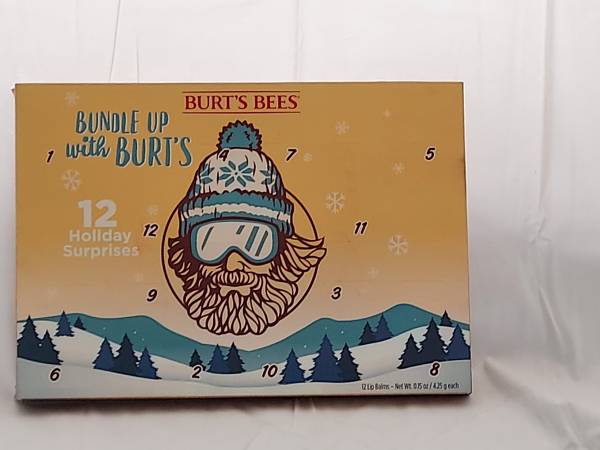 BURT'S BEES
BUNDLE UP
with BURT'S
1
4
7
5
12
Holiday
Surprises
12
11
9
3
6
2
10
8
12 Lip Balms - Net Wt. 0.15 oz / 4.25 g each